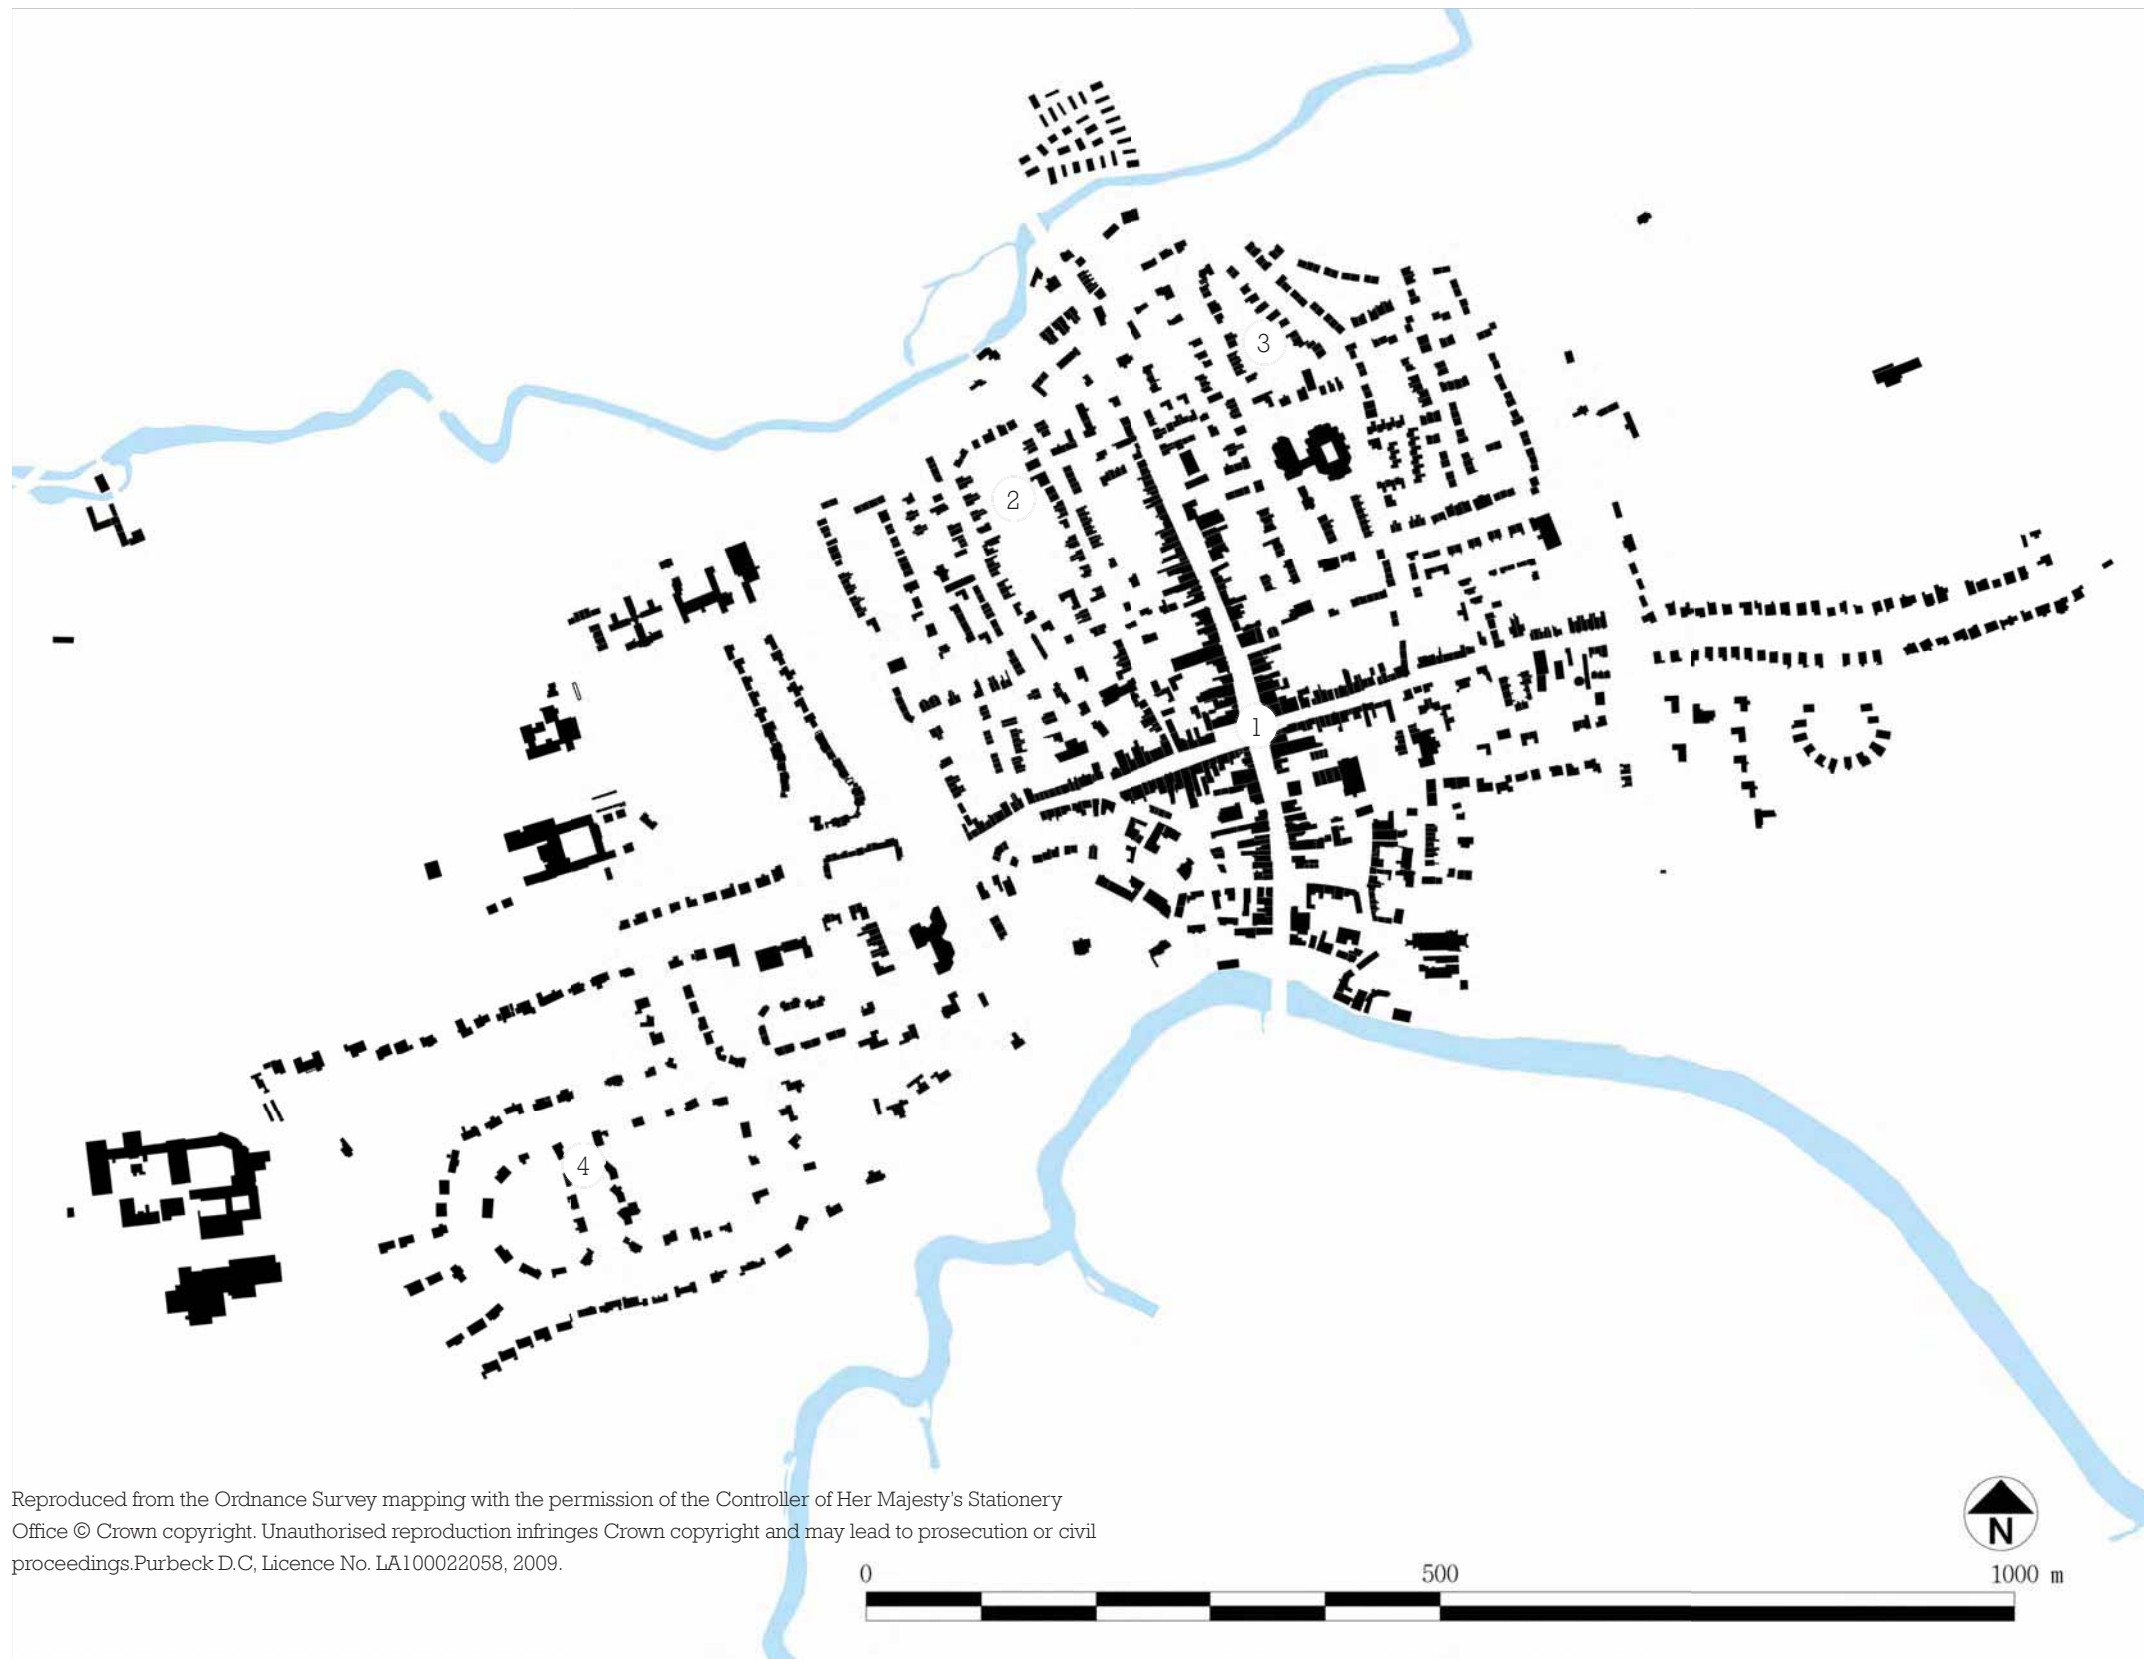 3
2
1
4
Reproduced from the Ordnance Survey mapping with the permission of the Controller of Her Majesty's Stationery
Office © Crown copyright. Unauthorised reproduction infringes Crown copyright and may lead to prosecution or civil
proceedings.Purbeck D.C, Licence No. LA100022058, 2009.
N
0 500 1000 m